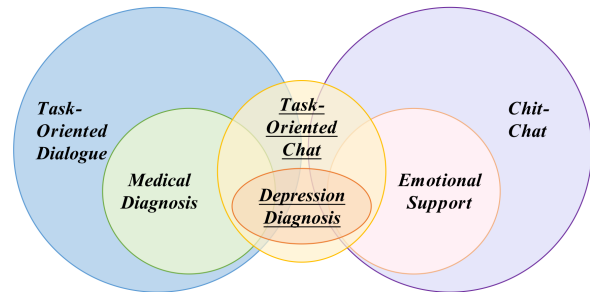 Task-
Oriented
Dialogue
Medical
Diagnosis
Task-
Oriented
Chat
Depression
Diagnosis
Emotional
Support
Chit-
Chat